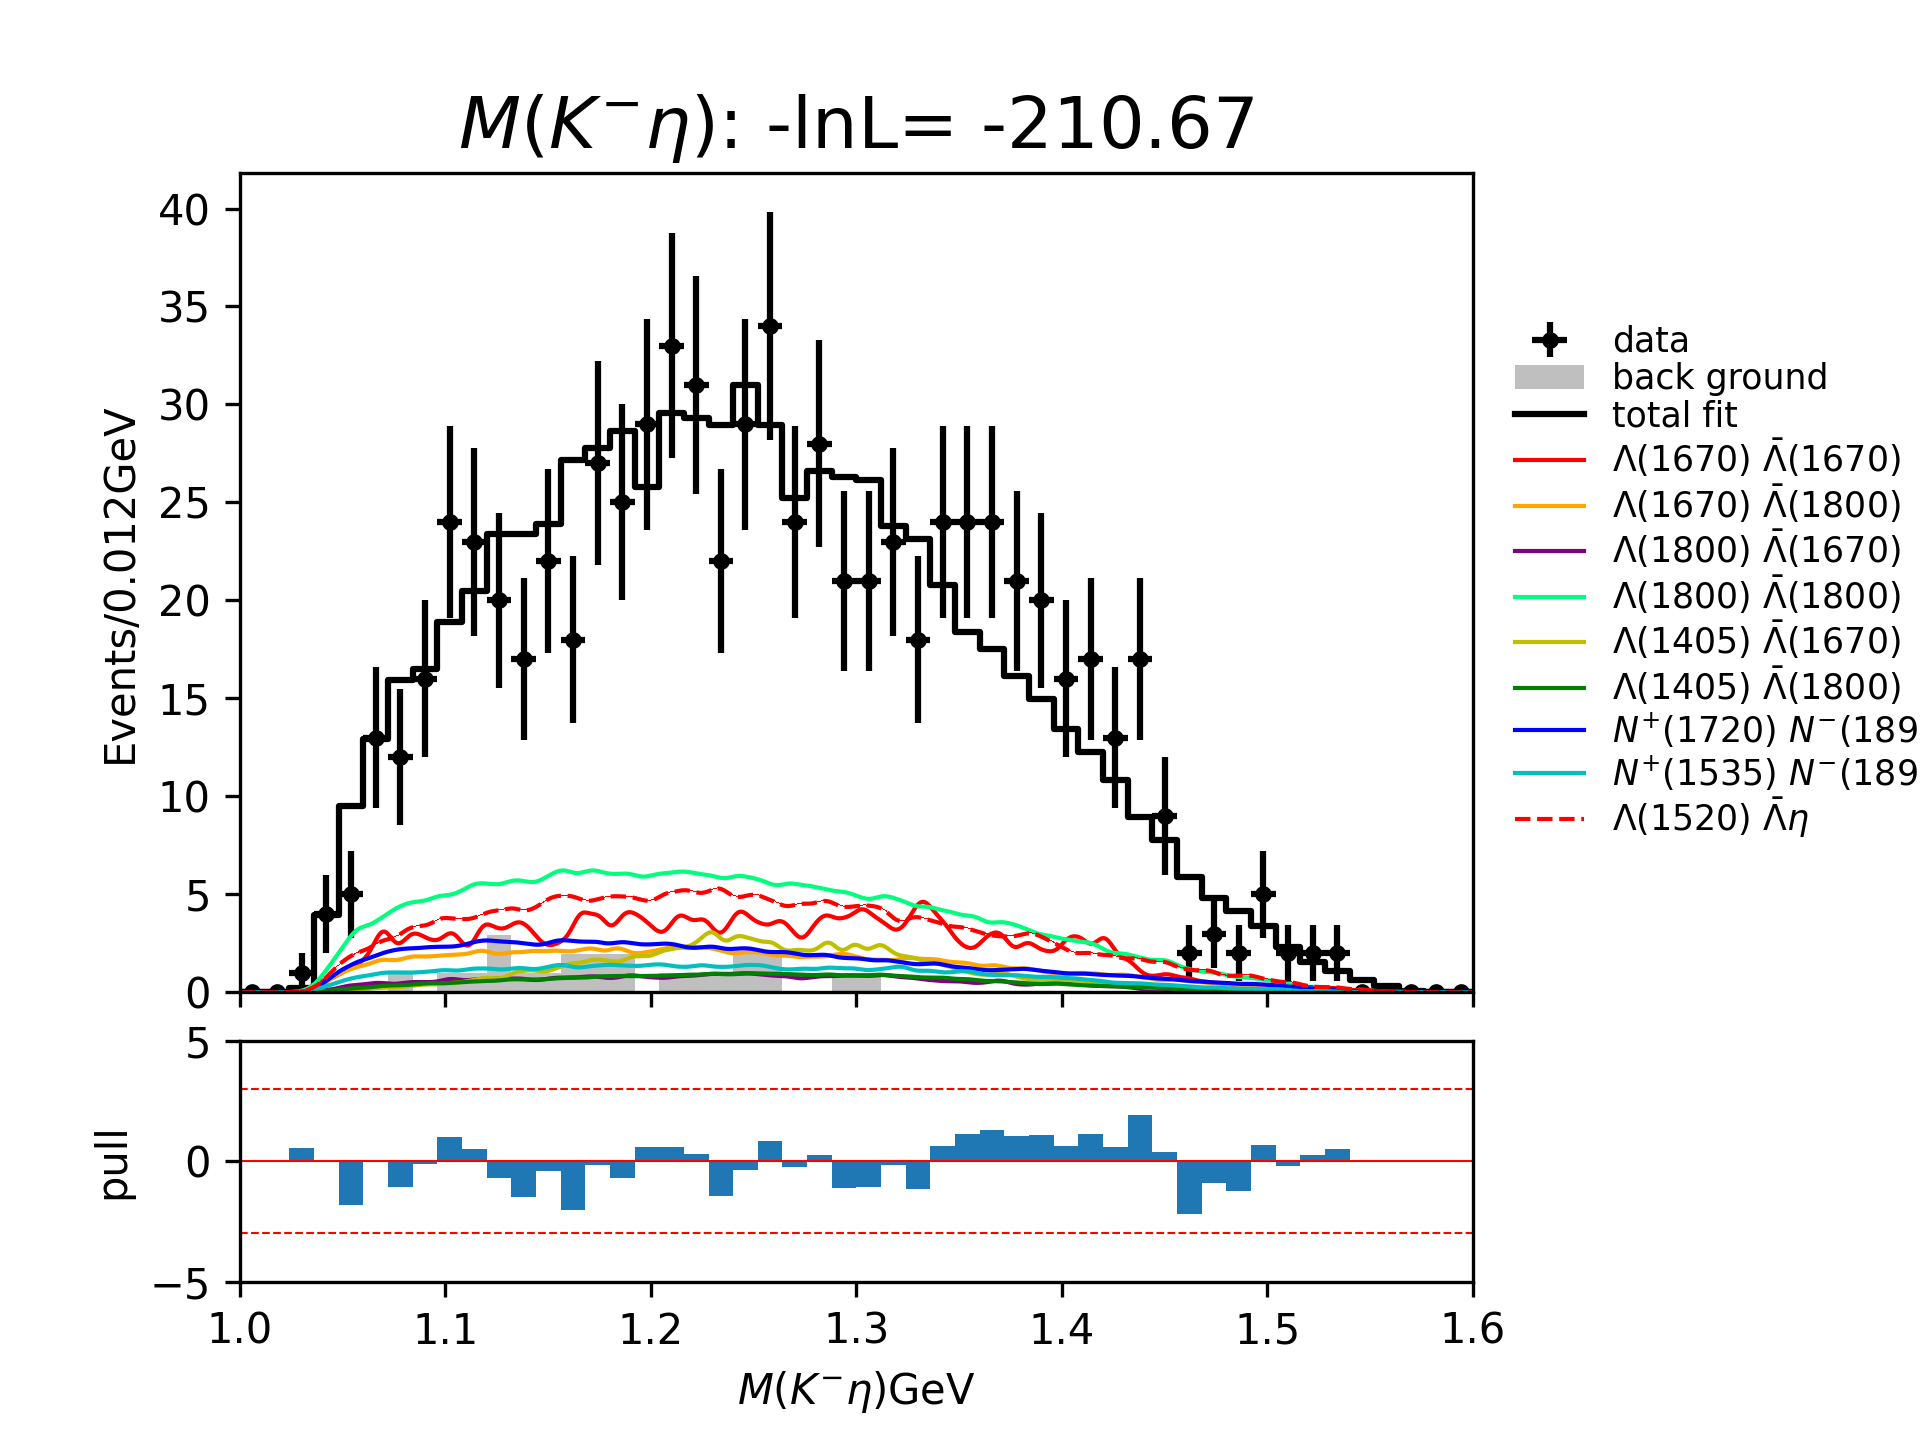 M(K⁻η): -lnL= -210.67
40
35
30
25
20
15
10
5
0
Events/0.012GeV
data
back ground
total fit
Λ(1670) Λ̄(1670)
Λ(1670) Λ̄(1800)
Λ(1800) Λ̄(1670)
Λ(1800) Λ̄(1800)
Λ(1405) Λ̄(1670)
Λ(1405) Λ̄(1800)
N⁺(1720) N⁻(189
N⁺(1535) N⁻(189
Λ(1520) Λ̄η
5
0
−5
pull
1.0 1.1 1.2 1.3 1.4 1.5 1.6
M(K⁻η)GeV